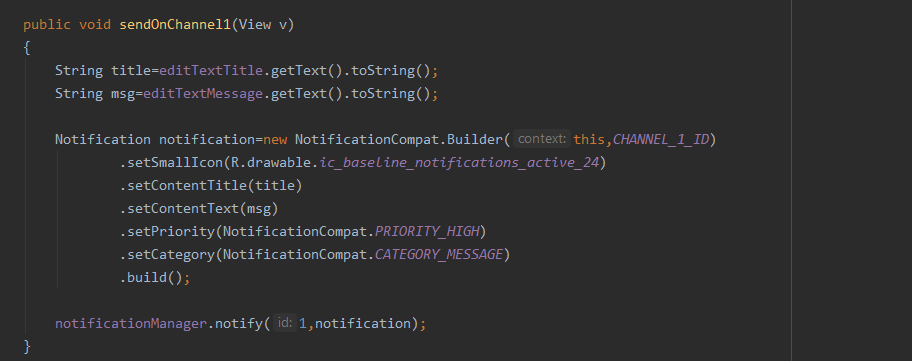 public void sendOnChannel1(View v)
{
String title=editTextTitle.getText().toString();
String msg=editTextMessage.getText().toString();
Notification notification=new NotificationCompat.Builder( context: this,CHANNEL_1_ID)
.setSmallIcon(R.drawable.ic_baseline_notifications_active_24)
.setContentTitle(title)
.setContentText(msg)
.setPriority(NotificationCompat.PRIORITY_HIGH)
.setCategory(NotificationCompat.CATEGORY_MESSAGE)
.build();
notificationManager.notify( id: 1,notification);
}